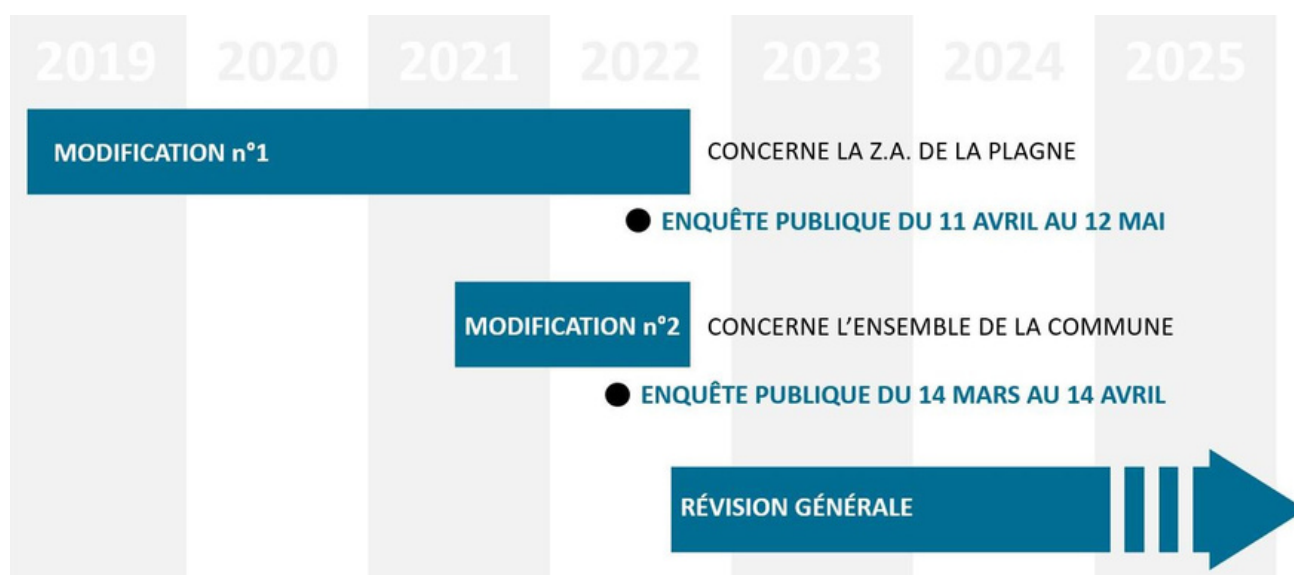 2019 2020 2021 2022 2023 2024 2025
MODIFICATION n°1 CONCERNE LA Z.A. DE LA PLAGNE
ENQUÊTE PUBLIQUE DU 11 AVRIL AU 12 MAI
MODIFICATION n°2 CONCERNE L’ENSEMBLE DE LA COMMUNE
ENQUÊTE PUBLIQUE DU 14 MARS AU 14 AVRIL
RÉVISION GÉNÉRALE